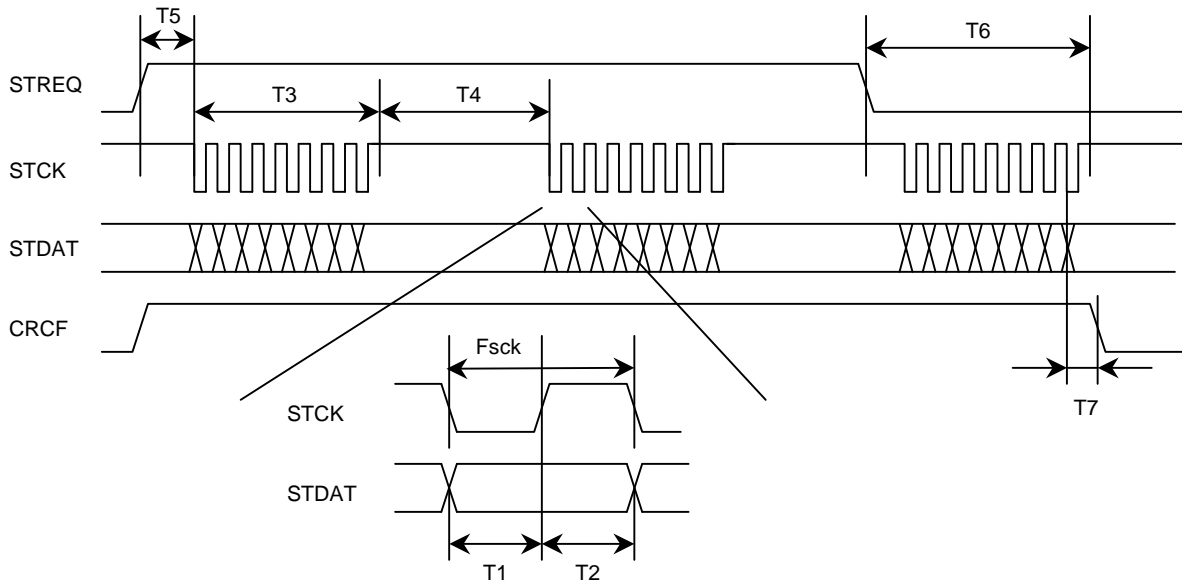 T5
T6
STREQ
T3
T4
STCK
STDAT
CRCF
Fsck
T7
STCK
STDAT
T1
T2